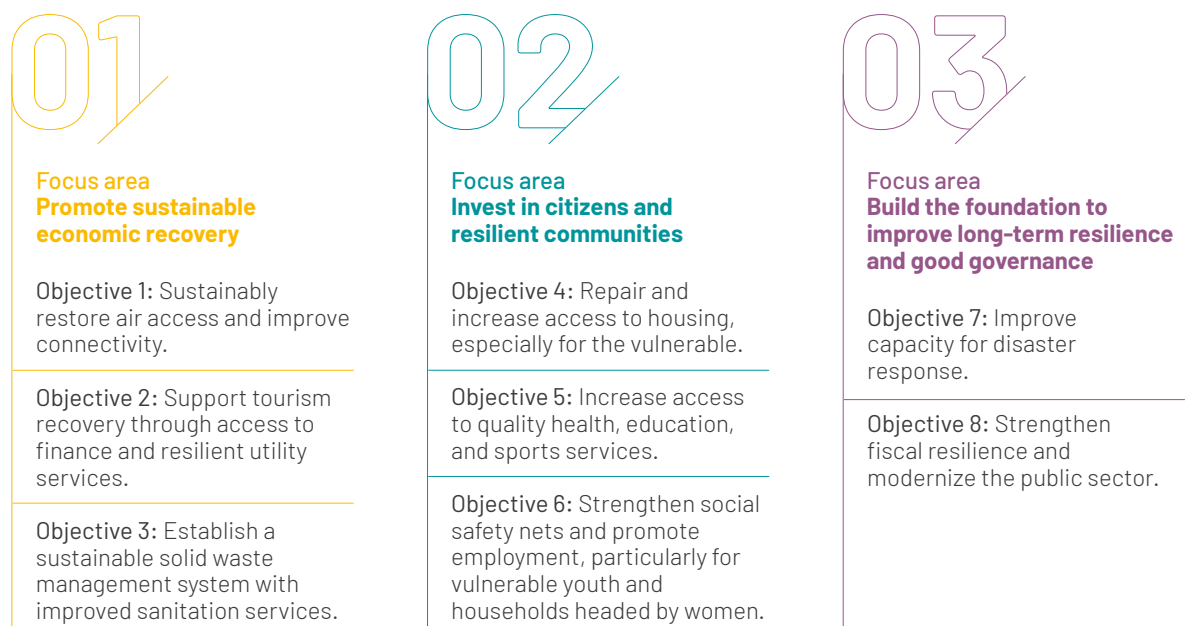 01
Focus area
Promote sustainable
economic recovery
Objective 1: Sustainably
restore air access and improve
connectivity.
Objective 2: Support tourism
recovery through access to
finance and resilient utility
services.
Objective 3: Establish a
sustainable solid waste
management system with
improved sanitation services.
02
Focus area
Invest in citizens and
resilient communities
Objective 4: Repair and
increase access to housing,
especially for the vulnerable.
Objective 5: Increase access
to quality health, education,
and sports services.
Objective 6: Strengthen social
safety nets and promote
employment, particularly for
vulnerable youth and
households headed by women.
03
Focus area
Build the foundation to
improve long-term resilience
and good governance
Objective 7: Improve
capacity for disaster
response.
Objective 8: Strengthen
fiscal resilience and
modernize the public sector.